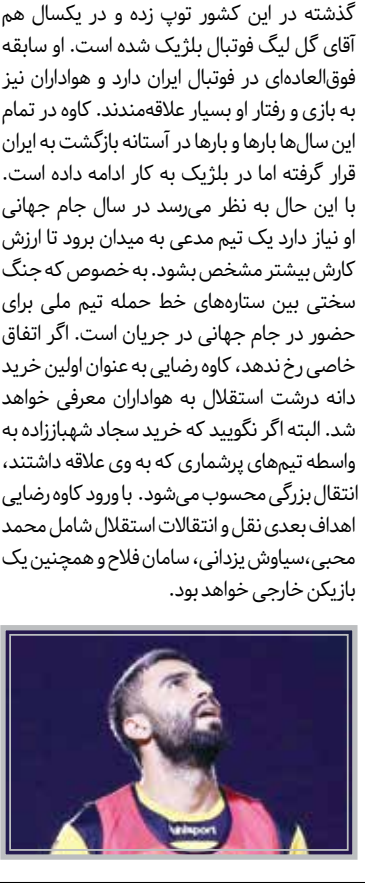 گذشته در این کشور توپ زده و در یکسال هم
آقای گل لیگ فوتبال بلژیک شده است. او سابقه
فوق‌العاده‌ای در فوتبال ایران دارد و هواداران نیز
به بازی و رفتار او بسیار علاقه‌مندند. کاوه در تمام
این سال‌ها بارها و بارها در آستانه بازگشت به ایران
قرار گرفته اما در بلژیک به کار ادامه داده است.
با این حال به نظر می‌رسد در سال جام جهانی
او نیاز دارد یک تیم مدعی به میدان برود تا ارزش
کارش بیشتر مشخص بشود. به خصوص که جنگ
سختی بین ستاره‌های خط حمله تیم ملی برای
حضور در جام جهانی در جریان است. اگر اتفاق
خاصی رخ ندهد، کاوه رضایی به عنوان اولین خرید
دانه درشت استقلال به هواداران معرفی خواهد
شد. البته اگر نگویید که خرید سجاد شهباززاده به
واسطه تیم‌های پرشماری که به وی علاقه داشتند،
انتقال بزرگی محسوب می‌شود. با ورود کاوه رضایی
اهداف بعدی نقل و انتقالات استقلال شامل محمد
محبی،سیاوش یزدانی، سامان فلاح و همچنین یک
بازیکن خارجی خواهد بود.
uhlsport